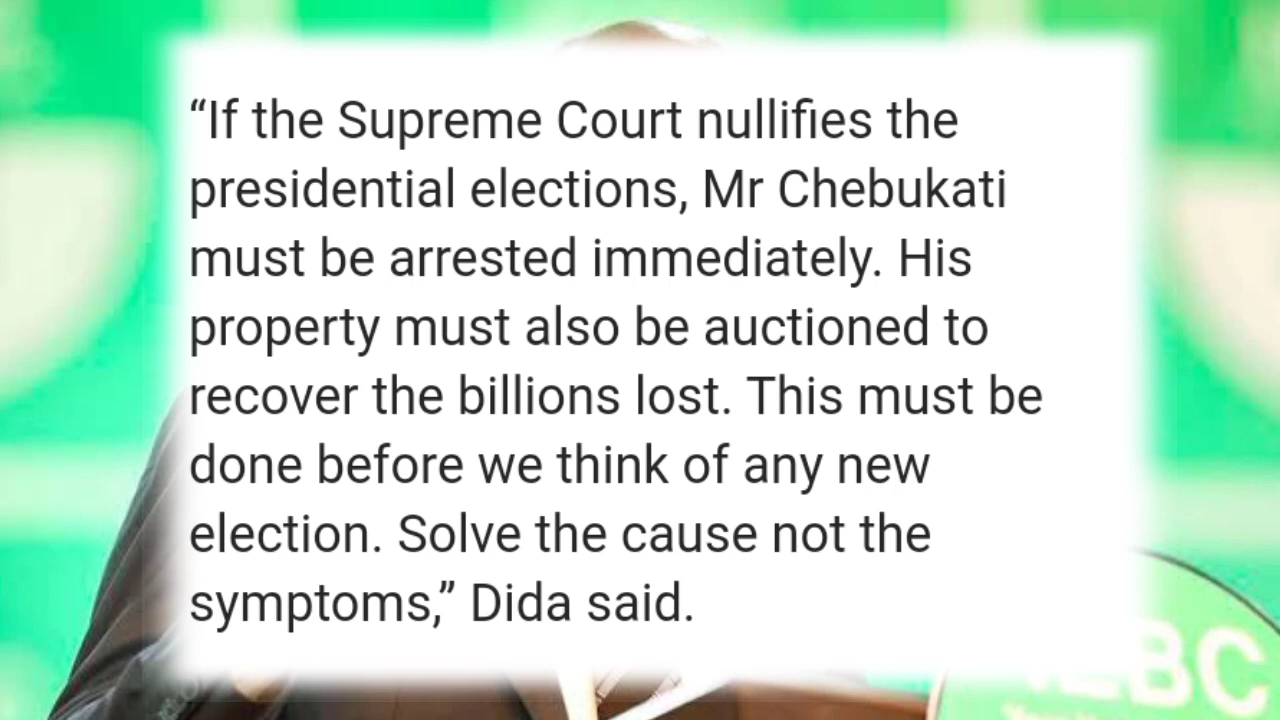 “If the Supreme Court nullifies the
presidential elections, Mr Chebukati
must be arrested immediately. His
property must also be auctioned to
recover the billions lost. This must be
done before we think of any new
election. Solve the cause not the
symptoms,” Dida said.